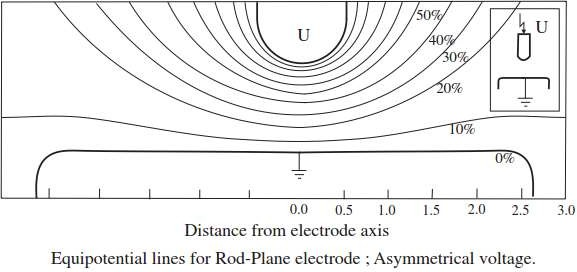 50%
U
U
40%
30%
20%
10%
0%
0.0 0.5 1.0 1.5 2.0 2.5 3.0
Distance from electrode axis
Equipotential lines for Rod-Plane electrode ; Asymmetrical voltage.